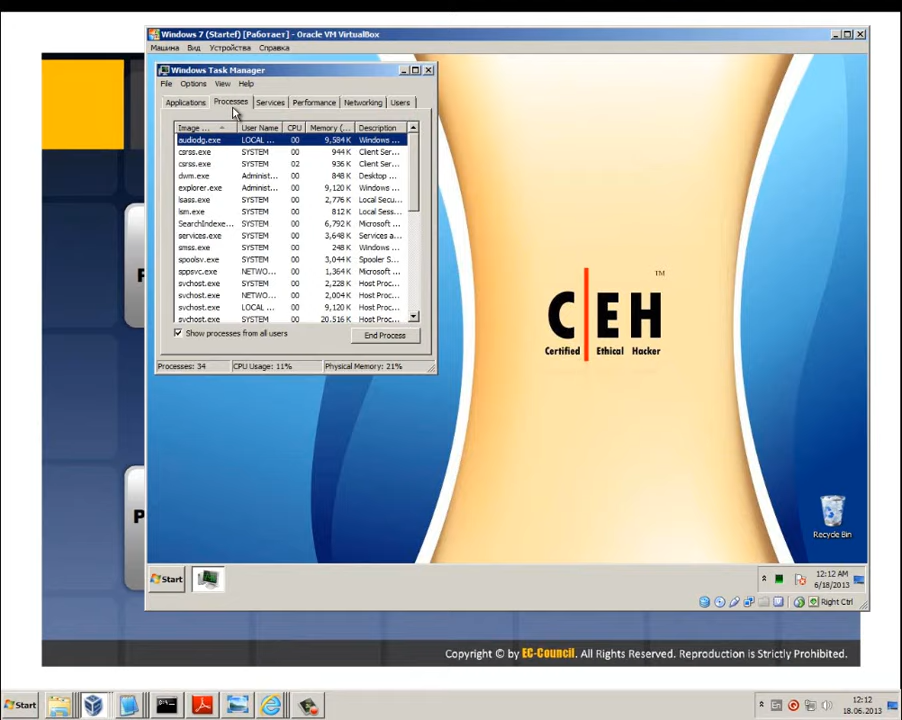 Windows 7 (Startef) [Работает] - Oracle VM VirtualBox
Машина Вид Устройства Справка
Windows Task Manager
File Options View Help
Applications Processes Services Performance Networking Users
Image ... User Name CPU Memory (... Description
audiodg.exe LOCAL ... 00 9,584 K Windows ...
csrss.exe SYSTEM 00 944 K Client Ser...
csrss.exe SYSTEM 02 936 K Client Ser...
dwm.exe Administ... 00 848 K Desktop ...
explorer.exe Administ... 00 9,120 K Windows ...
lsass.exe SYSTEM 00 2,776 K Local Secu...
lsm.exe SYSTEM 00 812 K Local Sess...
SearchIndexe... SYSTEM 00 6,792 K Microsoft ...
services.exe SYSTEM 00 3,648 K Services a...
smss.exe SYSTEM 00 248 K Windows ...
spoolsv.exe SYSTEM 00 3,044 K Spooler S...
sppsvc.exe NETWO... 00 1,364 K Microsoft ...
svchost.exe SYSTEM 00 2,228 K Host Proc...
svchost.exe NETWO... 00 2,004 K Host Proc...
svchost.exe LOCAL ... 00 9,120 K Host Proc...
svchost.exe SYSTEM 00 20,516 K Host Proc...
Show processes from all users End Process
Processes: 34 CPU Usage: 11% Physical Memory: 21%
C|EH ™
Certified Ethical Hacker
Recycle Bin
Start
12:12 AM
6/18/2013
Right Ctrl
Copyright © by EC-Council. All Rights Reserved. Reproduction is Strictly Prohibited.
Start
En
12:12
18.06.2013